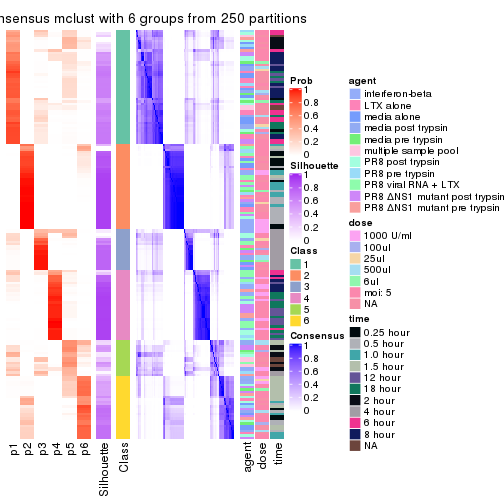 nsensus mclust with 6 groups from 250 partitions
Prob
1
0.8
0.6
0.4
0.2
0
Silhouette
1
0.8
0.6
0.4
0.2
0
Class
1
2
3
4
5
6
Consensus
1
0.8
0.6
0.4
0.2
0
agent
interferon-beta
LTX alone
media alone
media post trypsin
media pre trypsin
multiple sample pool
PR8 post trypsin
PR8 pre trypsin
PR8 viral RNA + LTX
PR8 ΔNS1 mutant post trypsin
PR8 ΔNS1 mutant pre trypsin
dose
1000 U/ml
100ul
25ul
500ul
6ul
moi: 5
NA
time
0.25 hour
0.5 hour
1.0 hour
1.5 hour
12 hour
18 hour
2 hour
4 hour
6 hour
8 hour
NA
p1
p2
p3
p4
p5
p6
Silhouette
Class
agent
dose
time